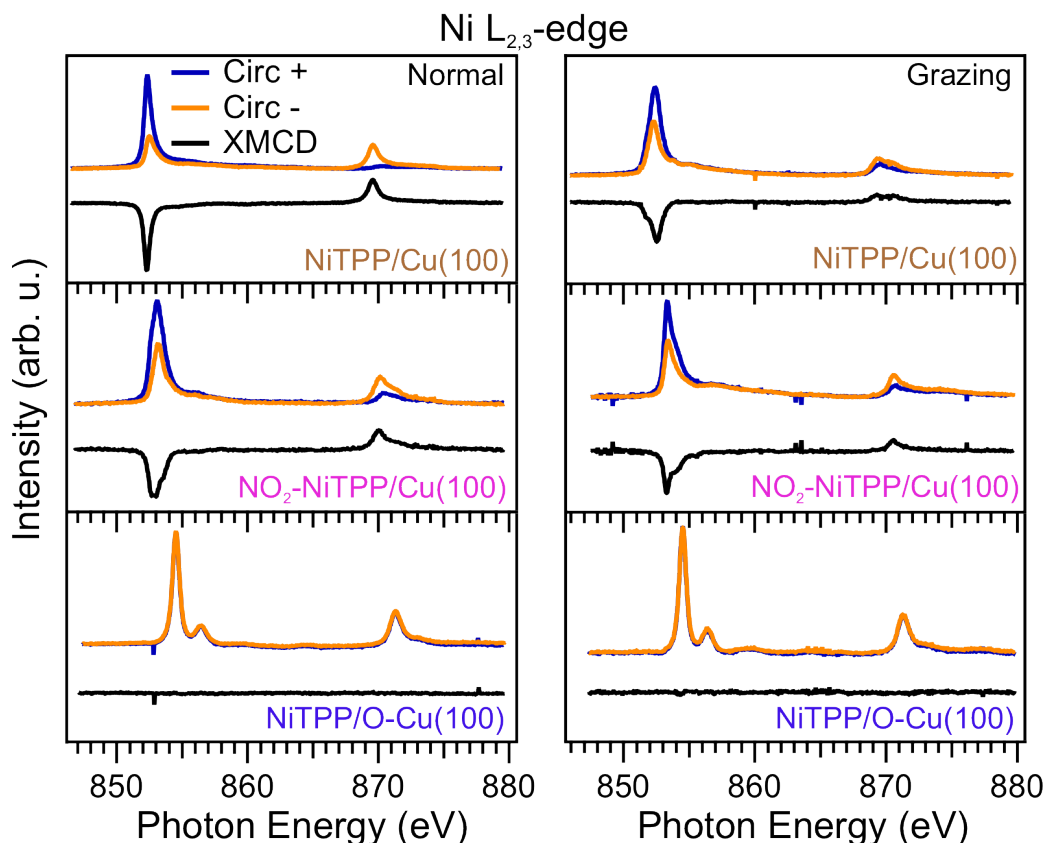 Ni L2,3-edge
Circ +
Circ -
XMCD
Normal
NiTPP/Cu(100)
NO2-NiTPP/Cu(100)
NiTPP/O-Cu(100)
Grazing
NiTPP/Cu(100)
NO2-NiTPP/Cu(100)
NiTPP/O-Cu(100)
Intensity (arb. u.)
850 860 870 880
850 860 870 880
Photon Energy (eV)
Photon Energy (eV)